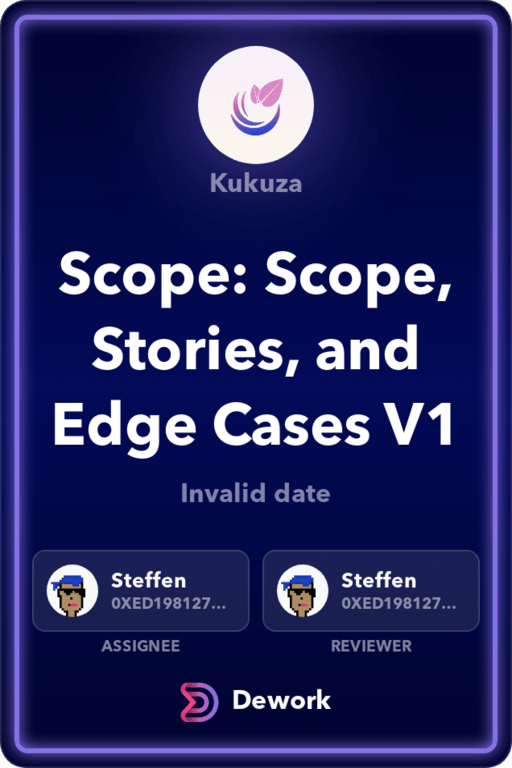 Kukuza
Scope: Scope,
Stories, and
Edge Cases V1
Invalid date
Steffen
0XED198127...
ASSIGNEE
Steffen
0XED198127...
REVIEWER
Dework